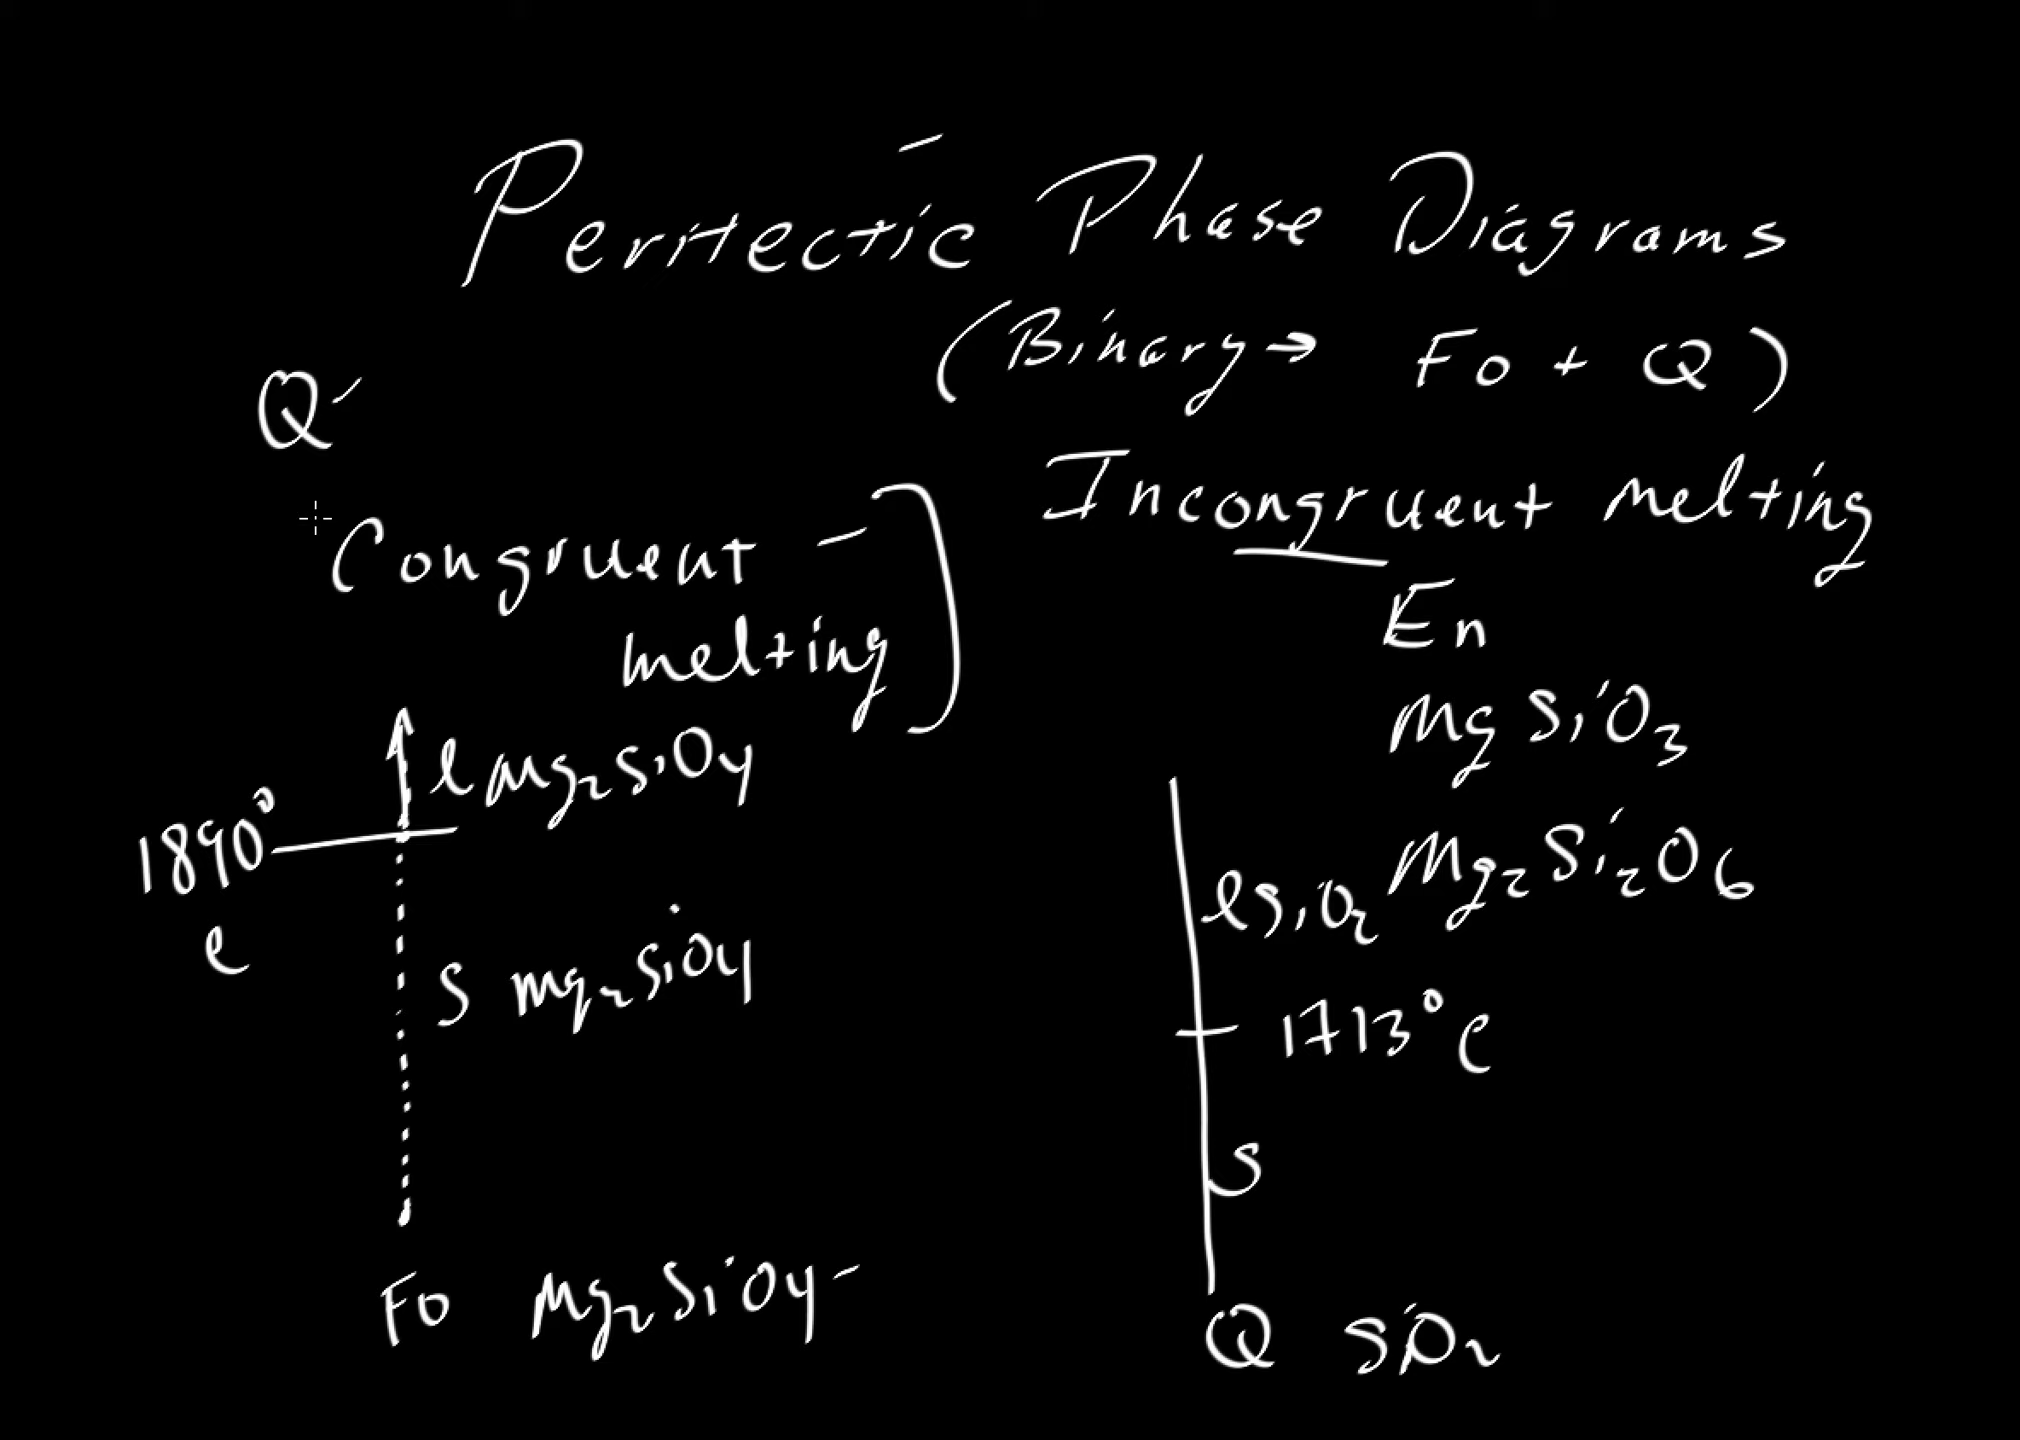 Peritectic Phase Diagrams
(Binary → Fo + Q)
Q
Congruent -
melting
Incongruent melting
En
MgSiO₃
Mg₂Si₂O₆
l Mg₂SiO₄
1890°
c
S Mg₂SiO₄
Fo Mg₂SiO₄
l SiO₂
1713°C
S
Q SiO₂